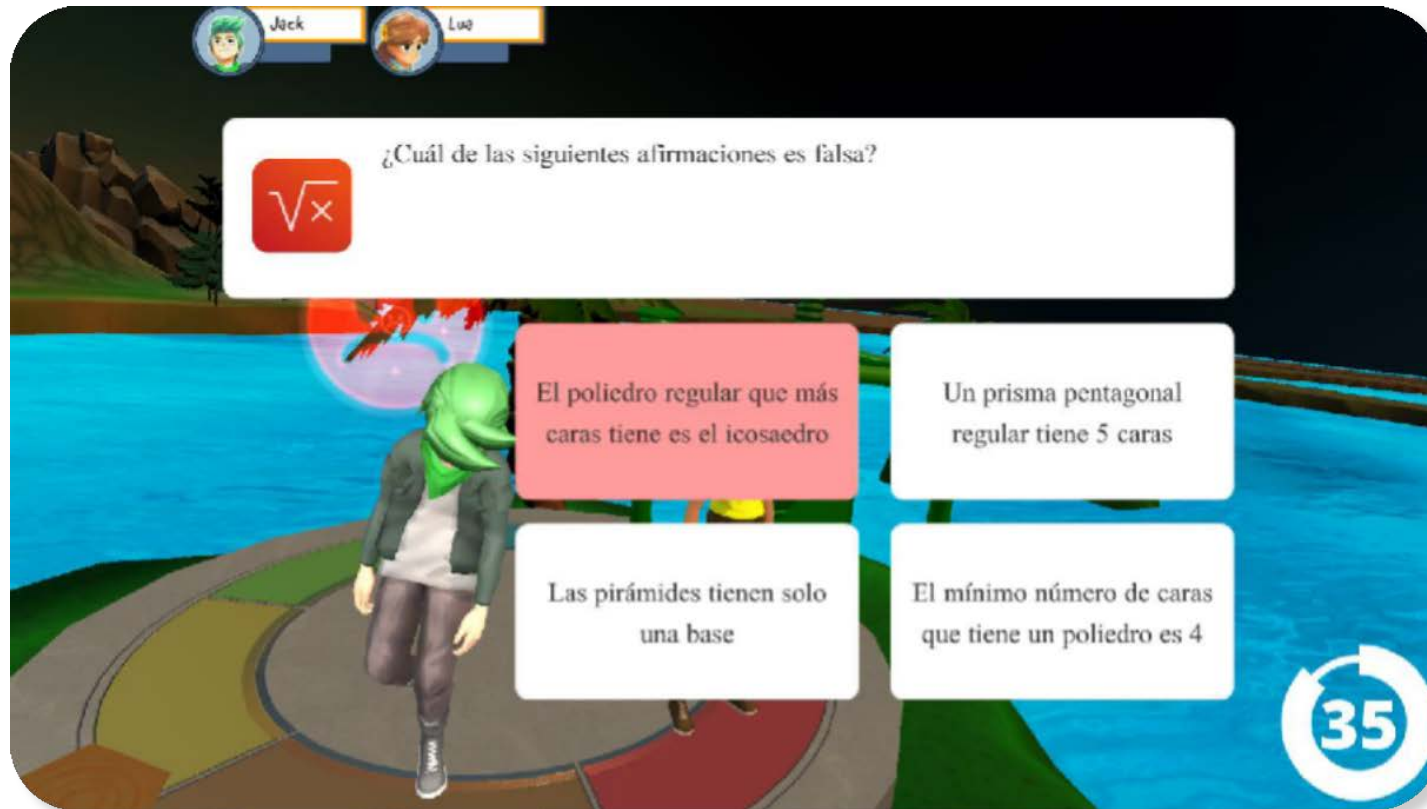 Jack
Lua
¿Cuál de las siguientes afirmaciones es falsa?
√x
El poliedro regular que más
caras tiene es el icosaedro
Un prisma pentagonal
regular tiene 5 caras
Las pirámides tienen solo
una base
El mínimo número de caras
que tiene un poliedro es 4
35